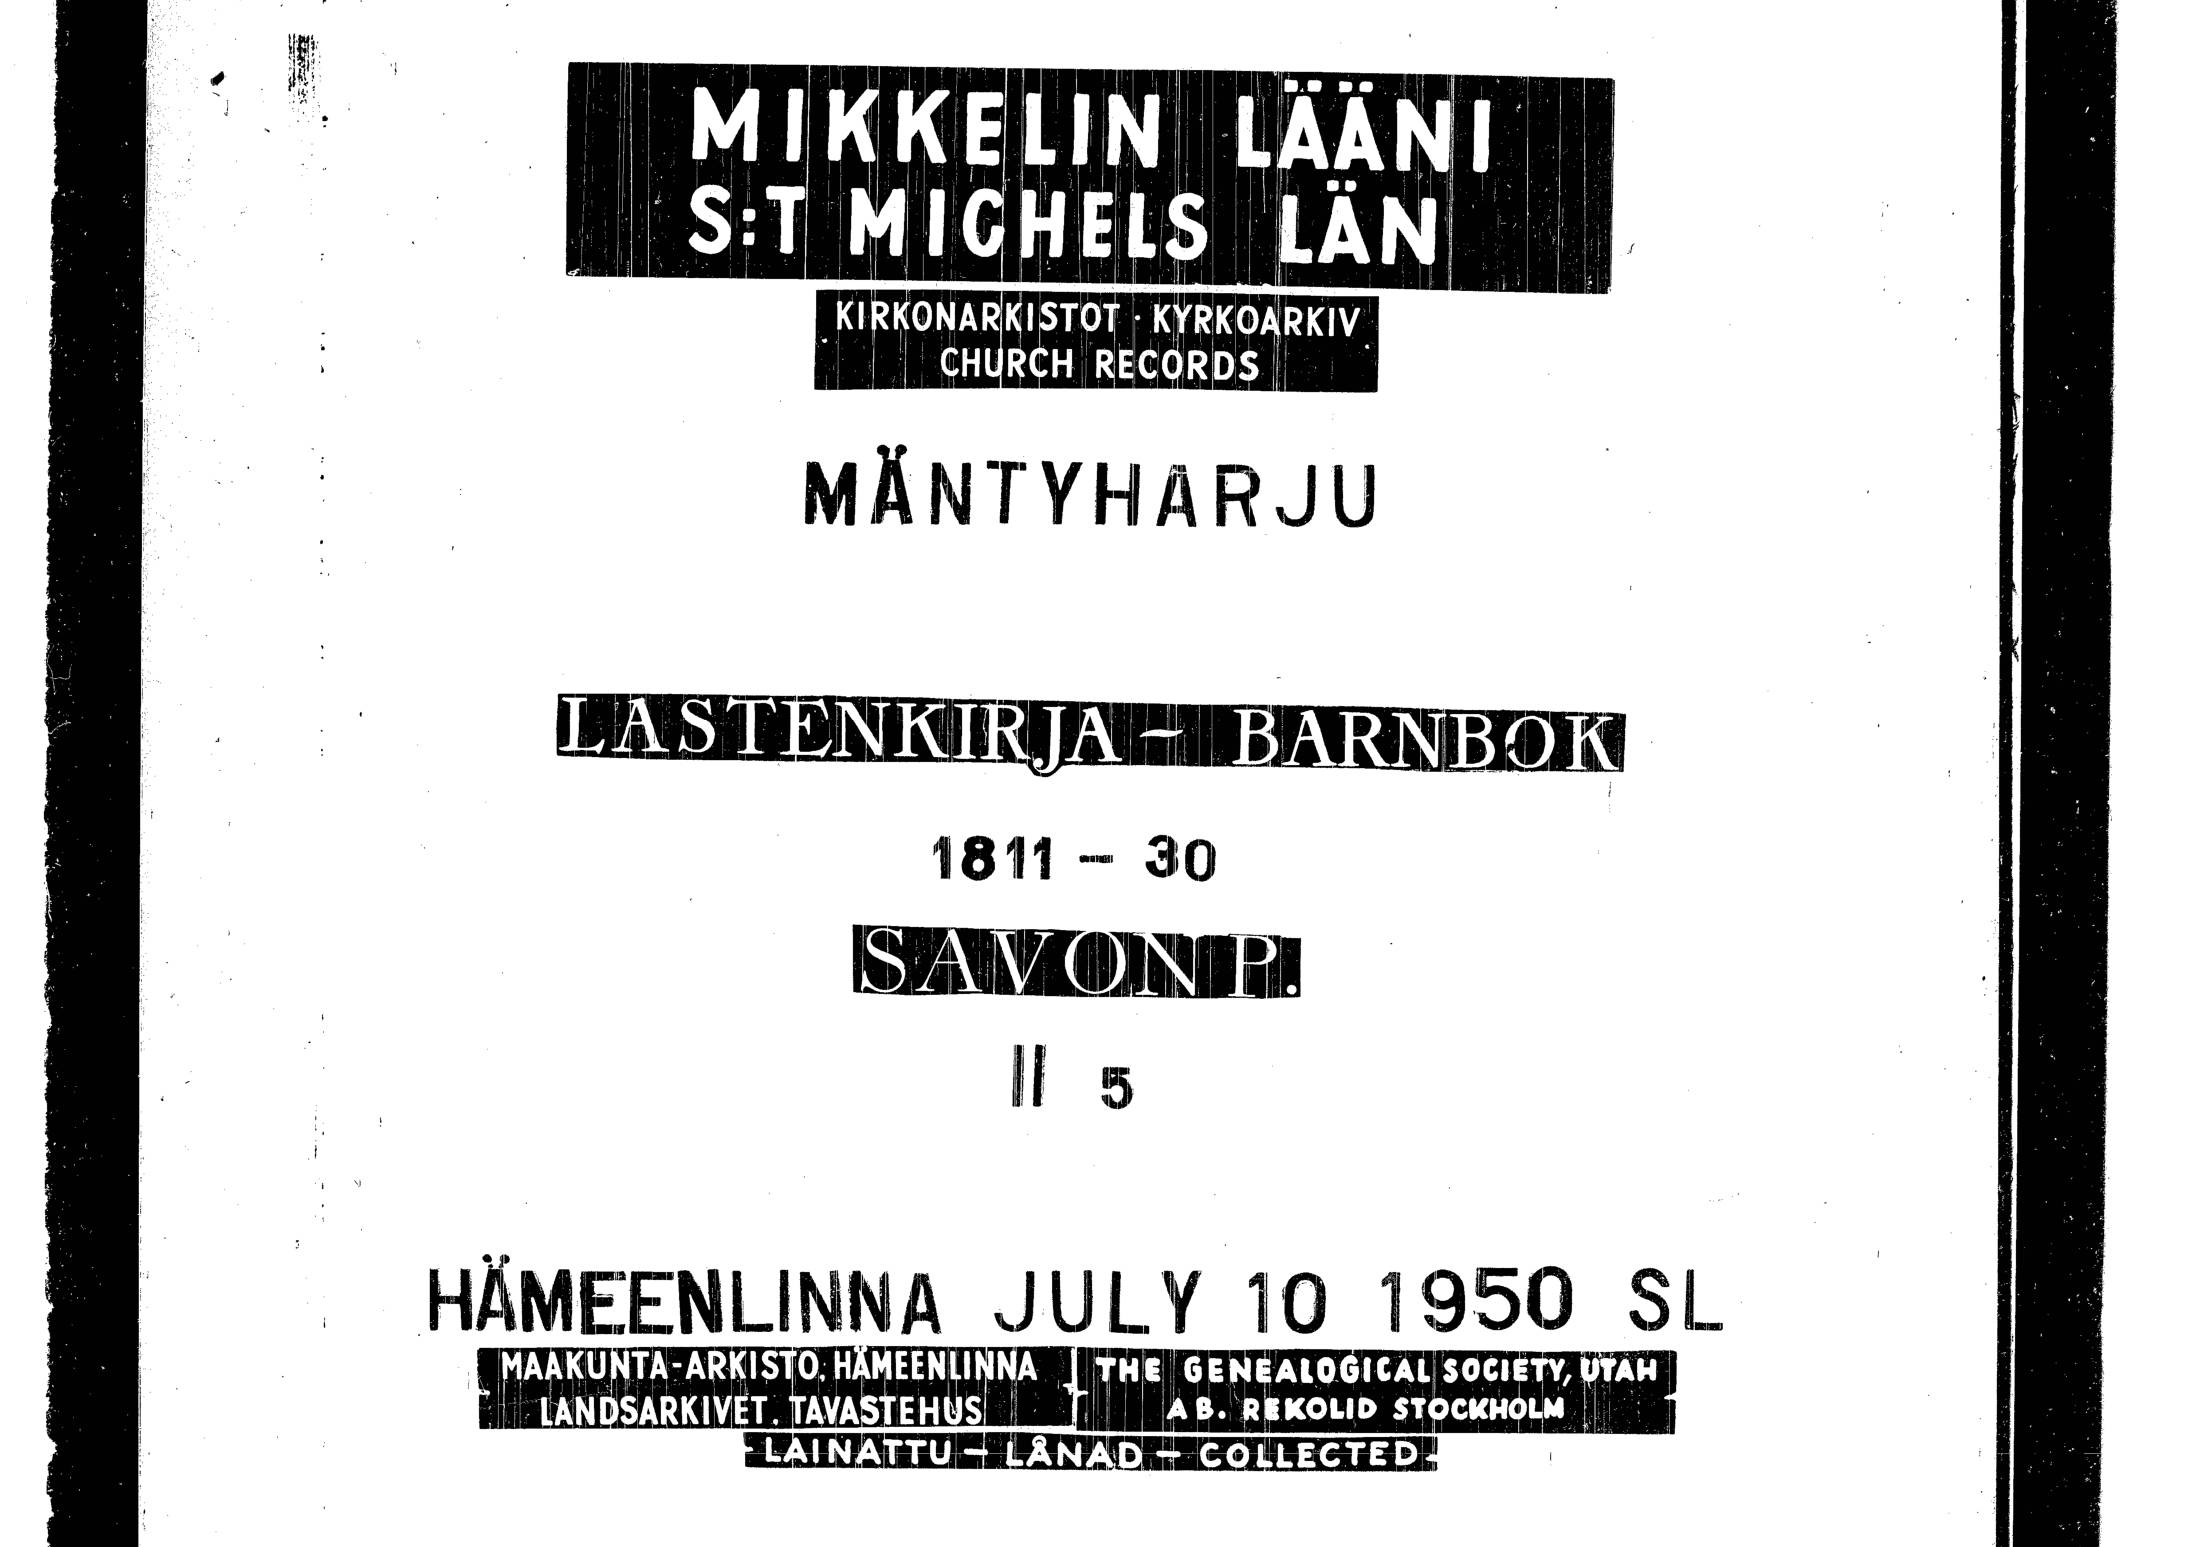 MIKKELIN LÄÄNI
S:T MICHELS LÄN
KIRKONARKISTOT · KYRKOARKIV
CHURCH RECORDS
MÄNTYHARJU
LASTENKIRJA - BARNBOK
1811 - 30
SAVON P.
II 5
HÄMEENLINNA JULY 10 1950 SL
MAAKUNTA-ARKISTO, HÄMEENLINNA
LANDSARKIVET, TAVASTEHUS
THE GENEALOGICAL SOCIETY, UTAH
AB. REKOLID STOCKHOLM
- LAINATTU - LÅNAD - COLLECTED -